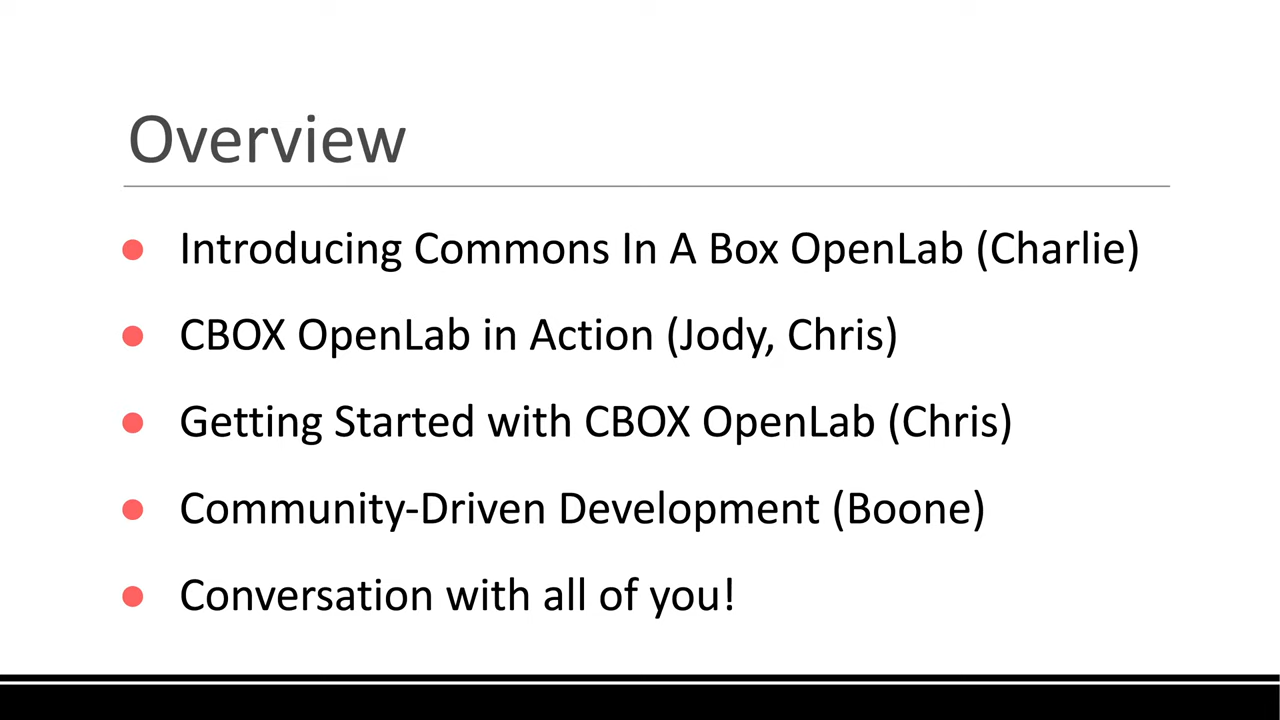 Overview
● Introducing Commons In A Box OpenLab (Charlie)
● CBOX OpenLab in Action (Jody, Chris)
● Getting Started with CBOX OpenLab (Chris)
● Community-Driven Development (Boone)
● Conversation with all of you!